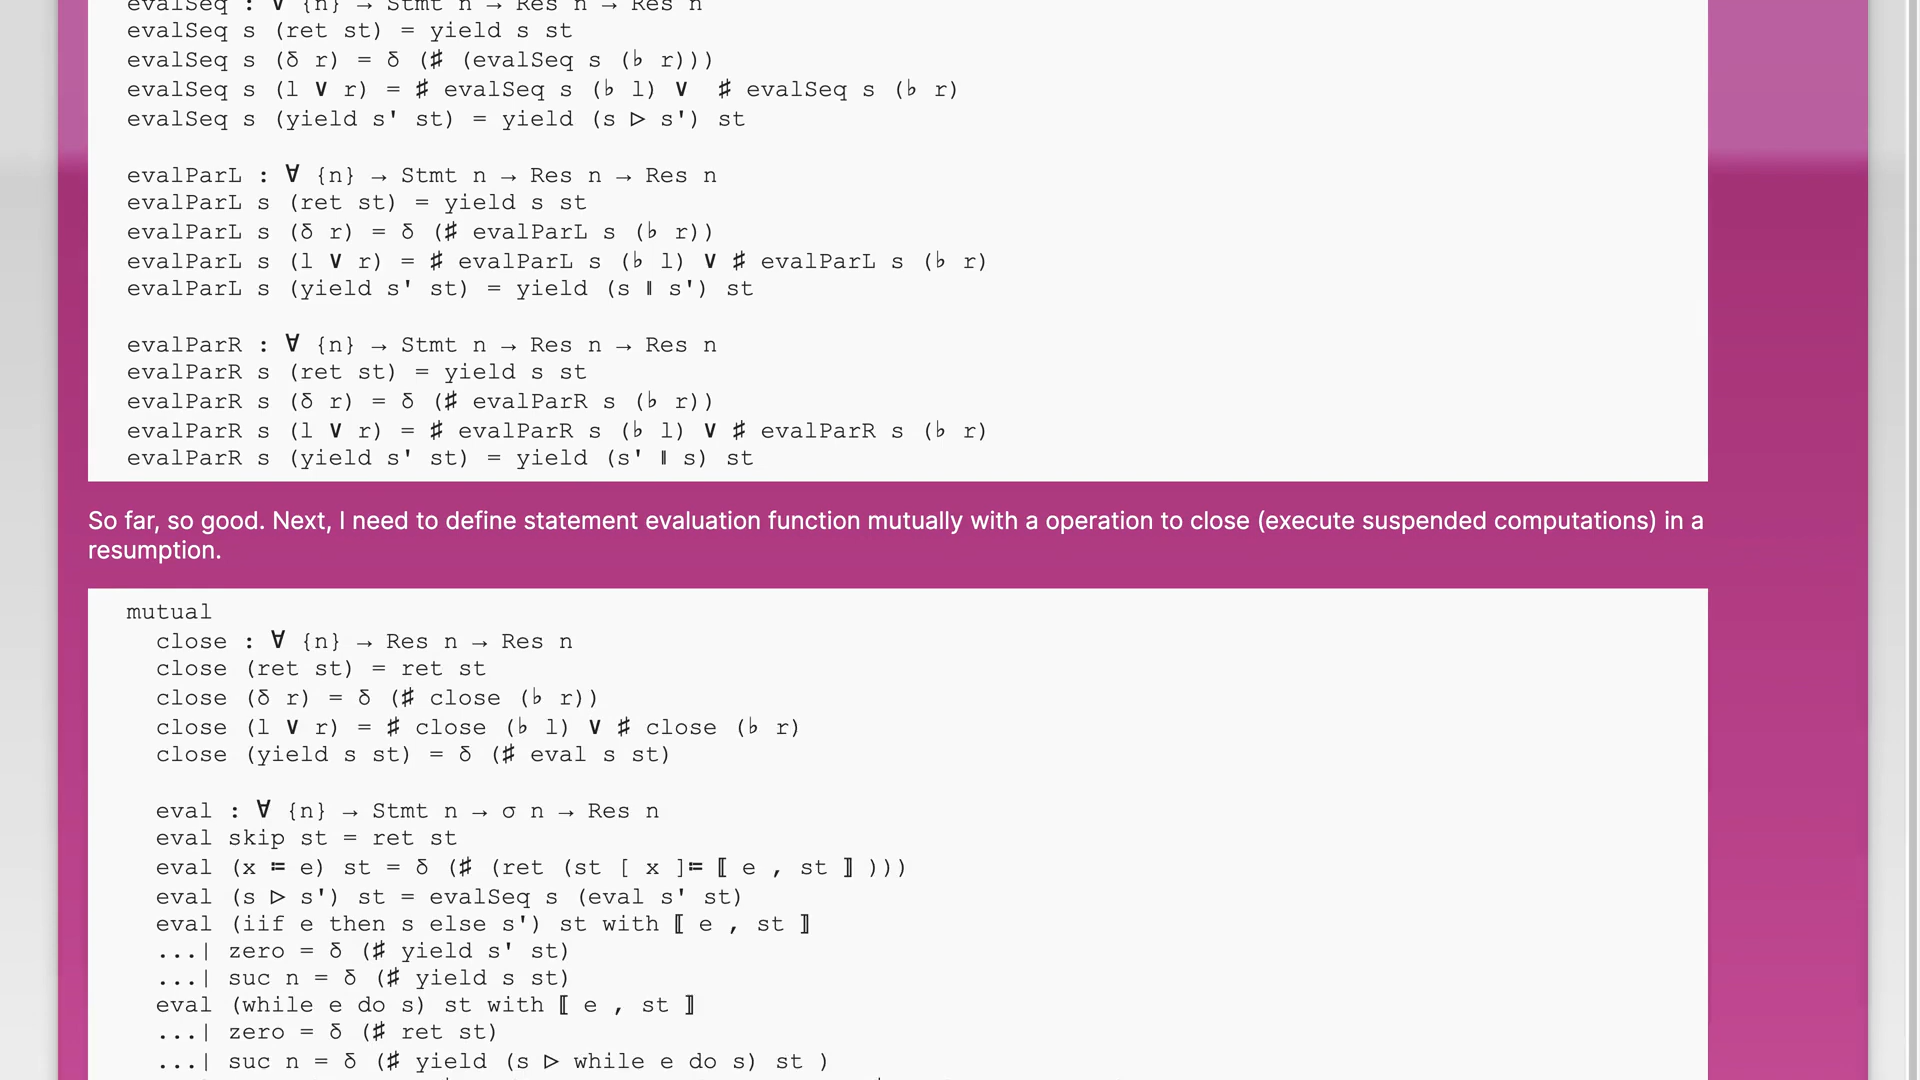 evalSeq : ∀ {n} → Stmt n → Res n → Res n
evalSeq s (ret st) = yield s st
evalSeq s (δ r) = δ (♯ (evalSeq s (♭ r)))
evalSeq s (l ∨ r) = ♯ evalSeq s (♭ l) ∨  ♯ evalSeq s (♭ r)
evalSeq s (yield s' st) = yield (s ▷ s') st
evalParL : ∀ {n} → Stmt n → Res n → Res n
evalParL s (ret st) = yield s st
evalParL s (δ r) = δ (♯ evalParL s (♭ r))
evalParL s (l ∨ r) = ♯ evalParL s (♭ l) ∨ ♯ evalParL s (♭ r)
evalParL s (yield s' st) = yield (s ∥ s') st
evalParR : ∀ {n} → Stmt n → Res n → Res n
evalParR s (ret st) = yield s st
evalParR s (δ r) = δ (♯ evalParR s (♭ r))
evalParR s (l ∨ r) = ♯ evalParR s (♭ l) ∨ ♯ evalParR s (♭ r)
evalParR s (yield s' st) = yield (s' ∥ s) st
So far, so good. Next, I need to define statement evaluation function mutually with a operation to close (execute suspended computations) in a
resumption.
mutual
close : ∀ {n} → Res n → Res n
close (ret st) = ret st
close (δ r) = δ (♯ close (♭ r))
close (l ∨ r) = ♯ close (♭ l) ∨ ♯ close (♭ r)
close (yield s st) = δ (♯ eval s st)
eval : ∀ {n} → Stmt n → σ n → Res n
eval skip st = ret st
eval (x ≔ e) st = δ (♯ (ret (st [ x ]≔ ⟦ e , st ⟧ )))
eval (s ▷ s') st = evalSeq s (eval s' st)
eval (iif e then s else s') st with ⟦ e , st ⟧
...| zero = δ (♯ yield s' st)
...| suc n = δ (♯ yield s st)
eval (while e do s) st with ⟦ e , st ⟧
...| zero = δ (♯ ret st)
...| suc n = δ (♯ yield (s ▷ while e do s) st )